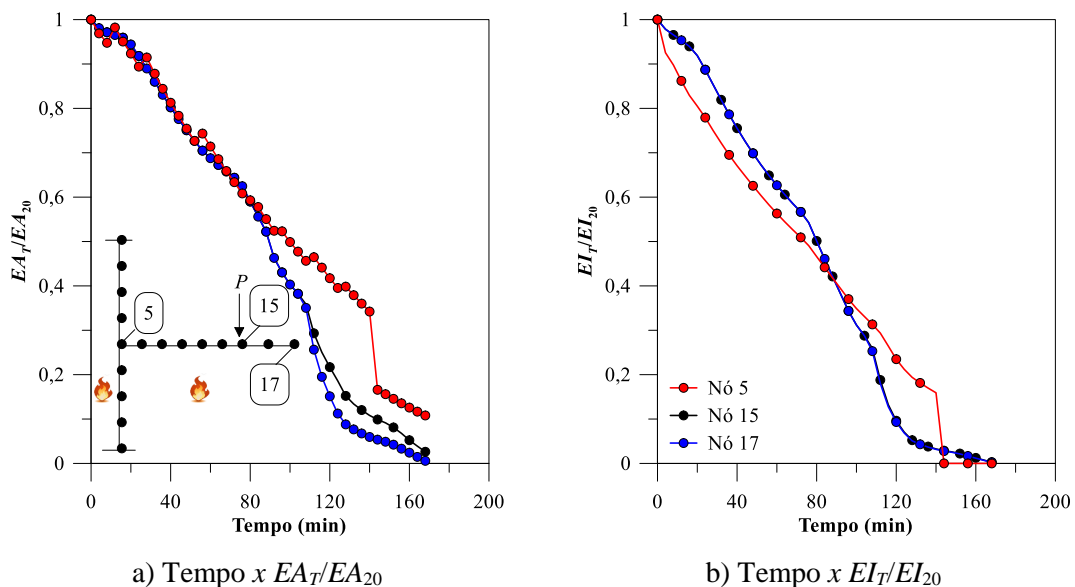 1
0,8
0,6
0,4
0,2
0
EA_T/EA_20
0 40 80 120 160 200
Tempo (min)
5
P
15
17
1
0,8
0,6
0,4
0,2
0
EI_T/EI_20
0 40 80 120 160 200
Tempo (min)
Nó 5
Nó 15
Nó 17
a) Tempo x EA_T/EA_20
b) Tempo x EI_T/EI_20